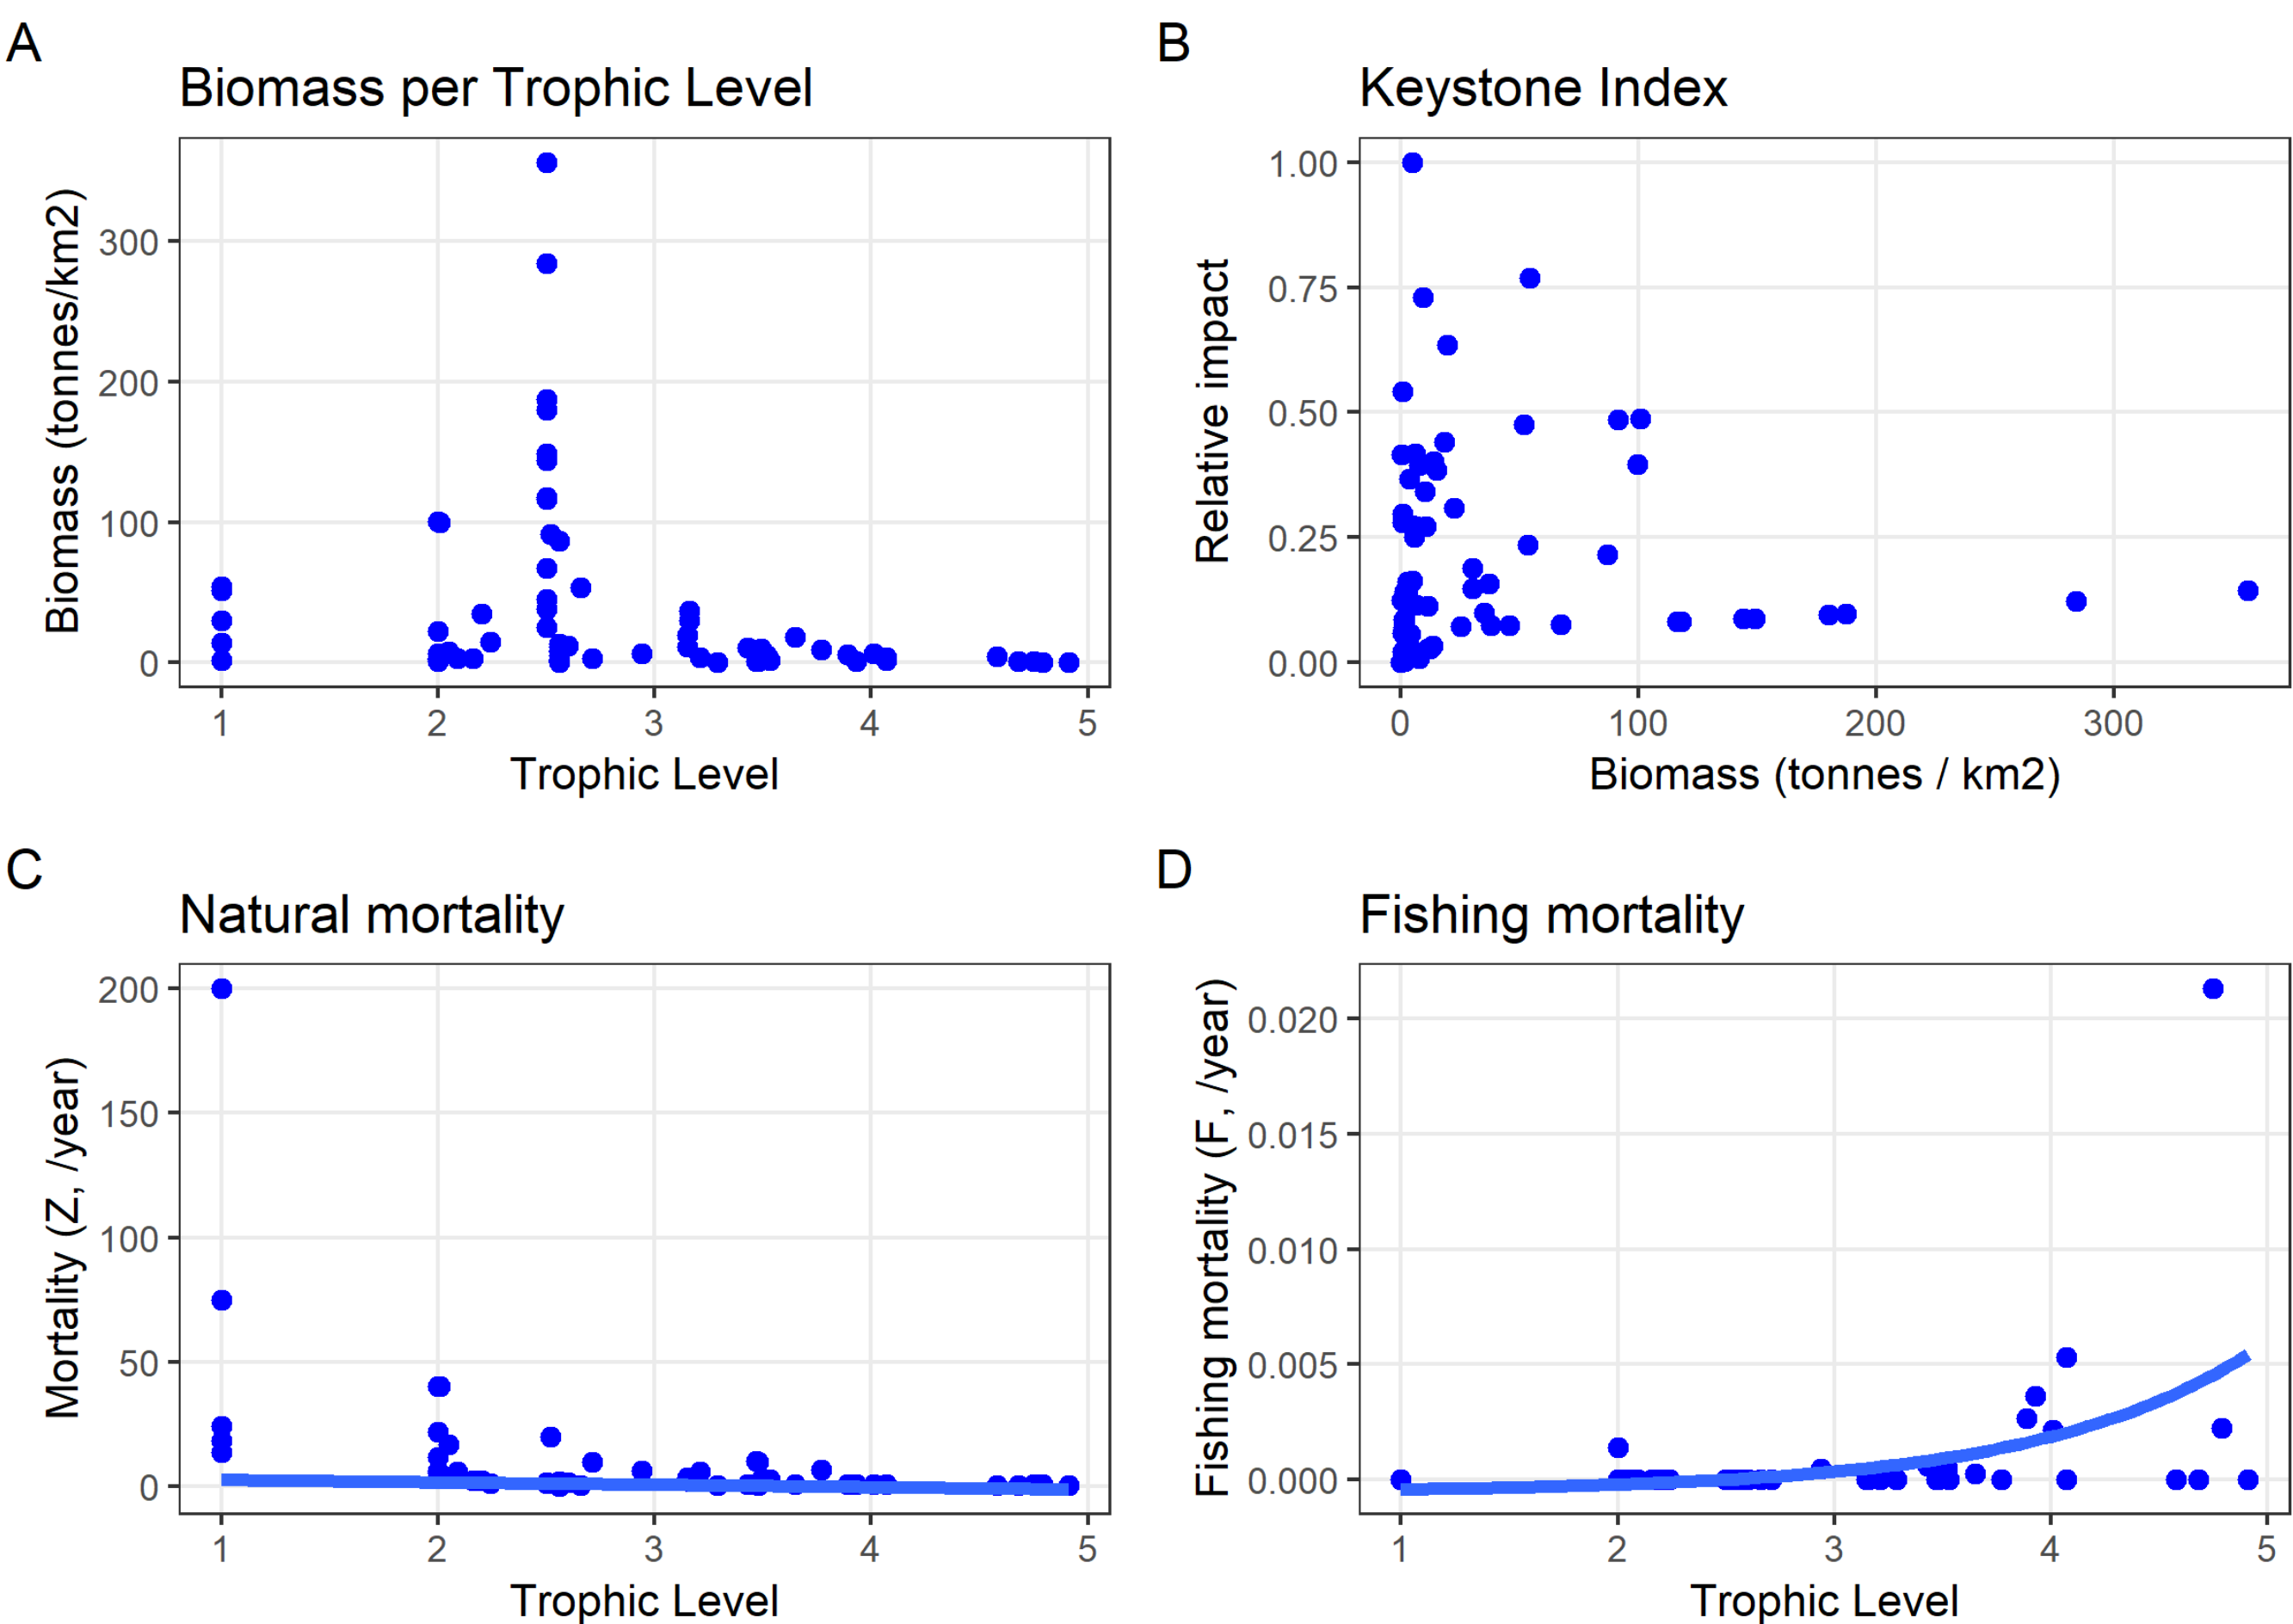 A
Biomass per Trophic Level
Biomass (tonnes/km2)
300
200
100
0
1 2 3 4 5
Trophic Level
B
Keystone Index
Relative impact
1.00
0.75
0.50
0.25
0.00
0 100 200 300
Biomass (tonnes / km2)
C
Natural mortality
Mortality (Z, /year)
200
150
100
50
0
1 2 3 4 5
Trophic Level
D
Fishing mortality
Fishing mortality (F, /year)
0.020
0.015
0.010
0.005
0.000
1 2 3 4 5
Trophic Level